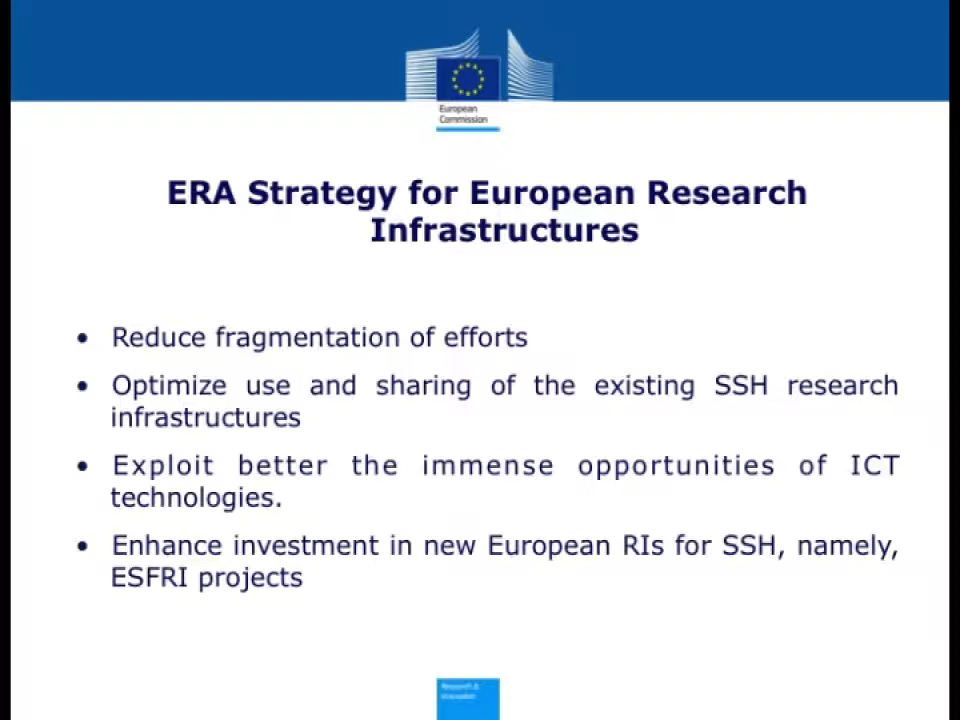 European
Commission
ERA Strategy for European Research
Infrastructures
• Reduce fragmentation of efforts
• Optimize use and sharing of the existing SSH research
infrastructures
• Exploit better the immense opportunities of ICT
technologies.
• Enhance investment in new European RIs for SSH, namely,
ESFRI projects
Research &
Innovation